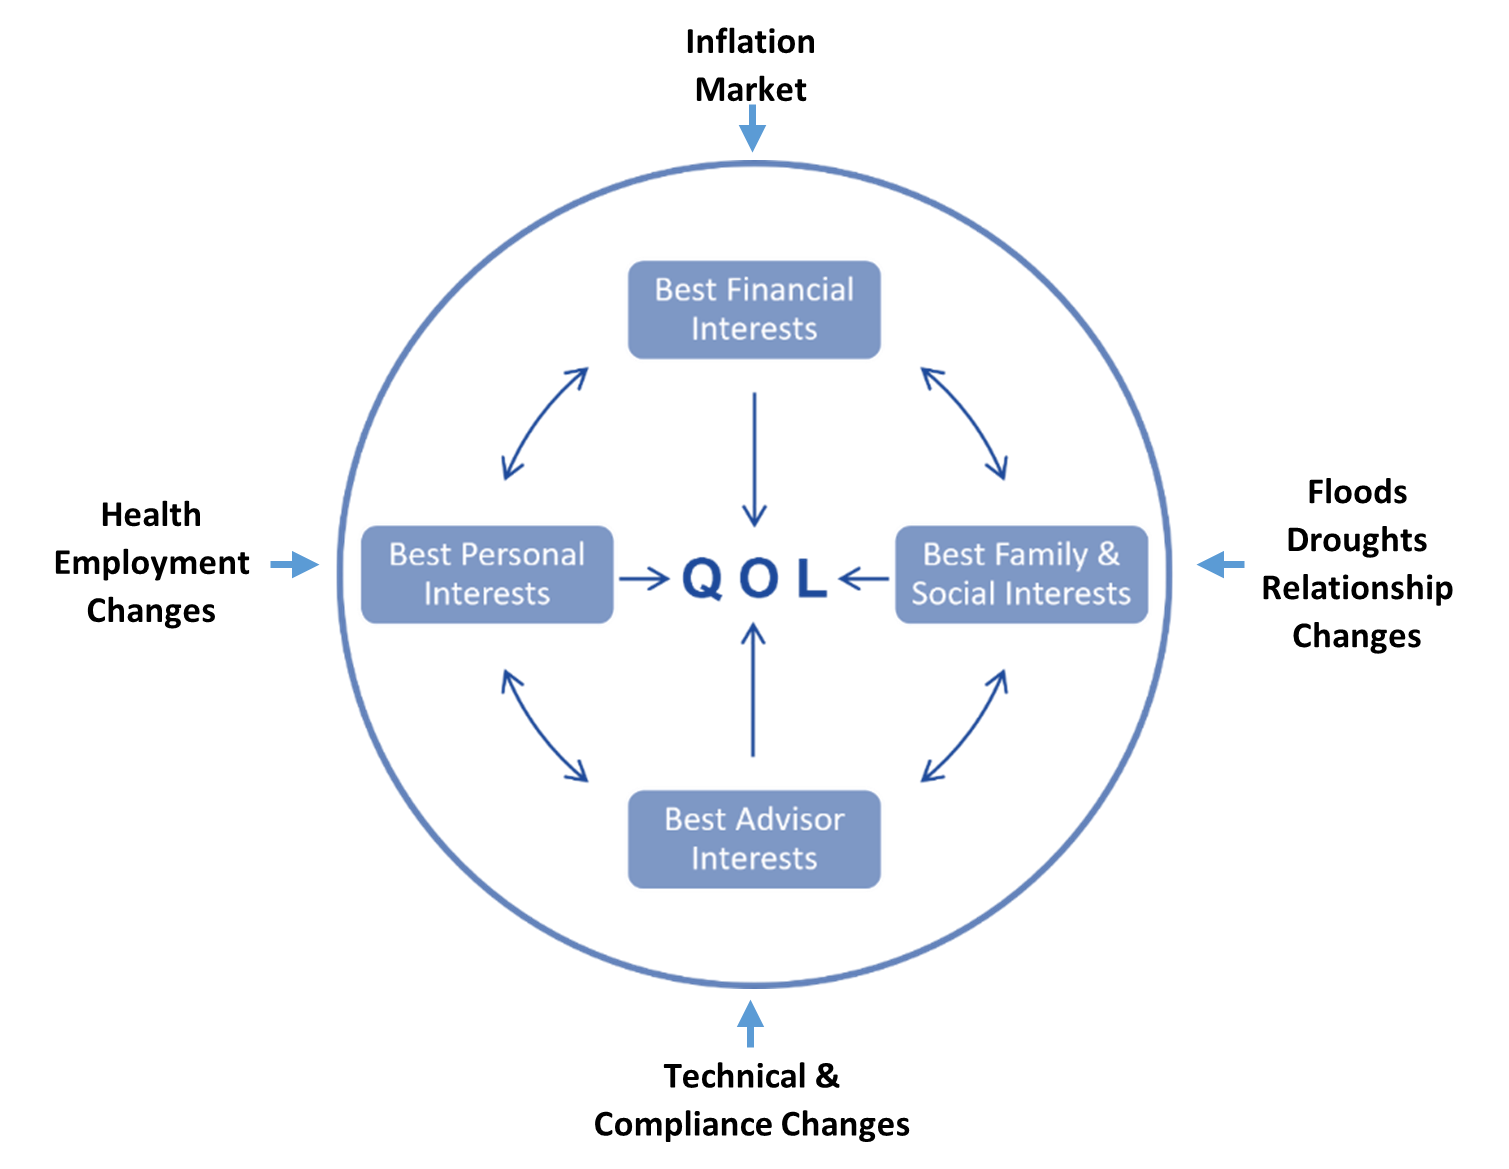 Inflation
Market
Best Financial
Interests
Health
Employment
Changes
Best Personal
Interests
Q O L
Best Family &
Social Interests
Floods
Droughts
Relationship
Changes
Best Advisor
Interests
Technical &
Compliance Changes